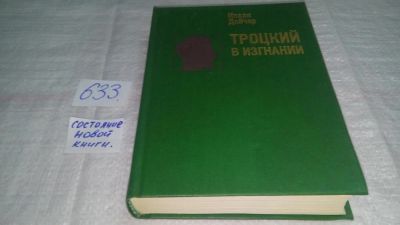 Исаак
Дойчер
ТРОЦКИЙ
В ИЗГНАНИИ
633.
состояние
новой
книги.